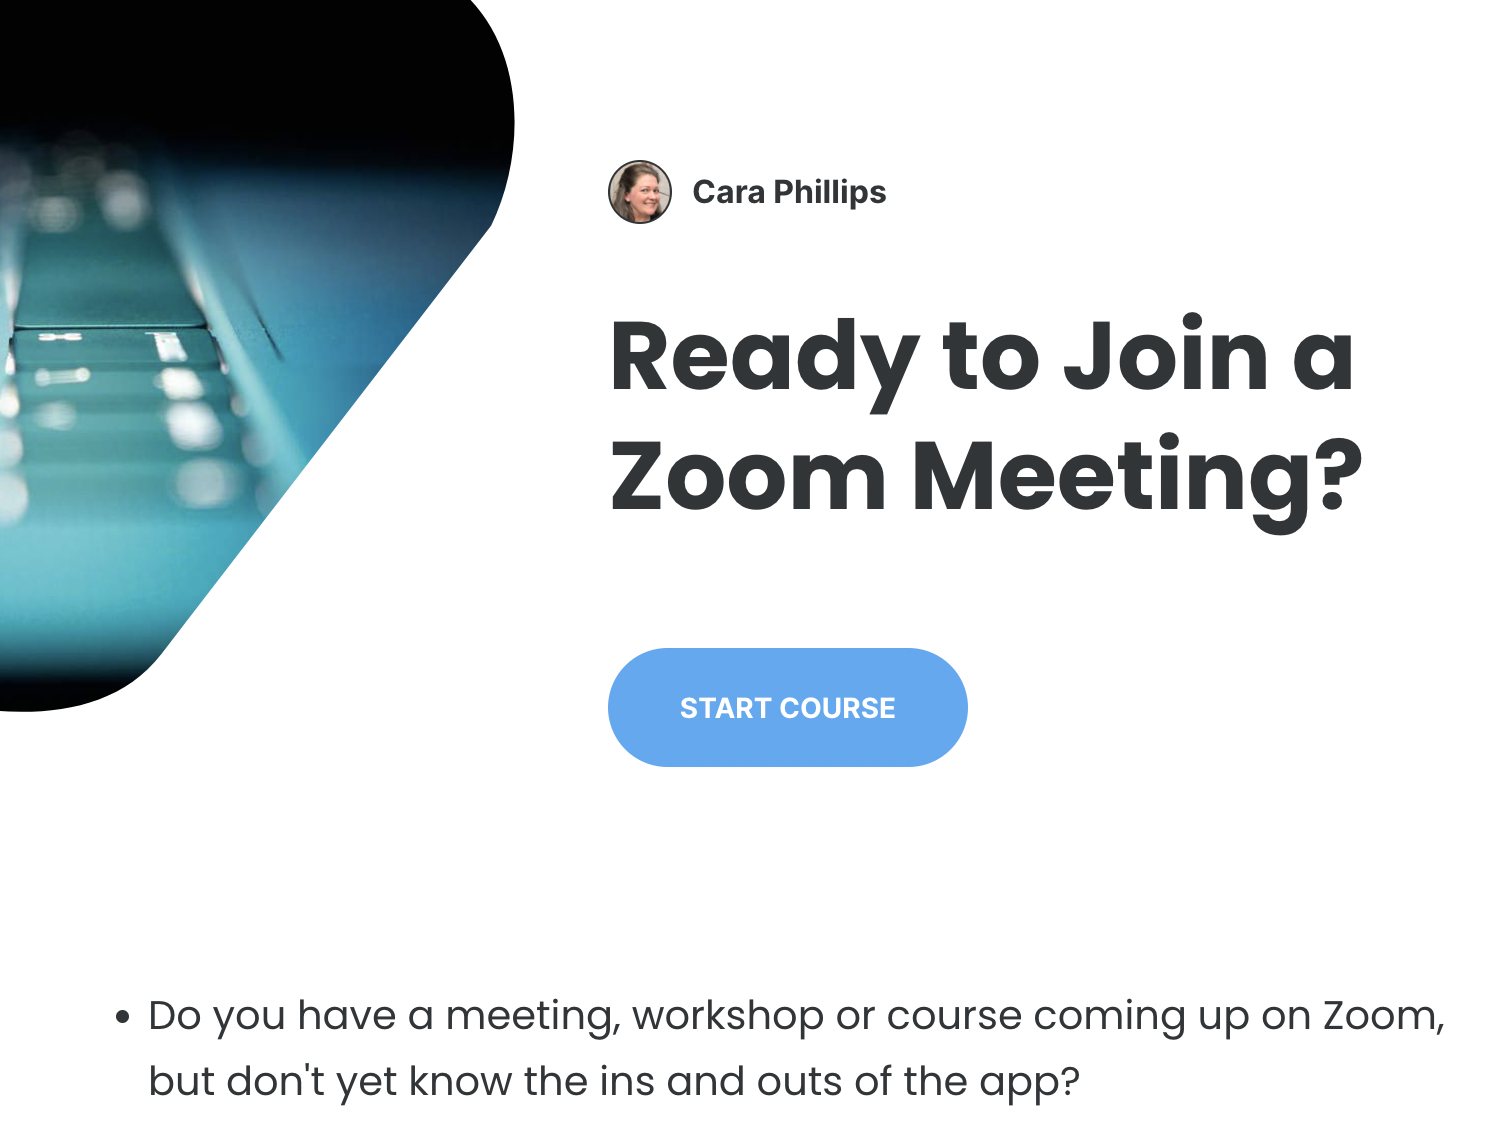 Cara Phillips
Ready to Join a
Zoom Meeting?
START COURSE
• Do you have a meeting, workshop or course coming up on Zoom,
but don't yet know the ins and outs of the app?